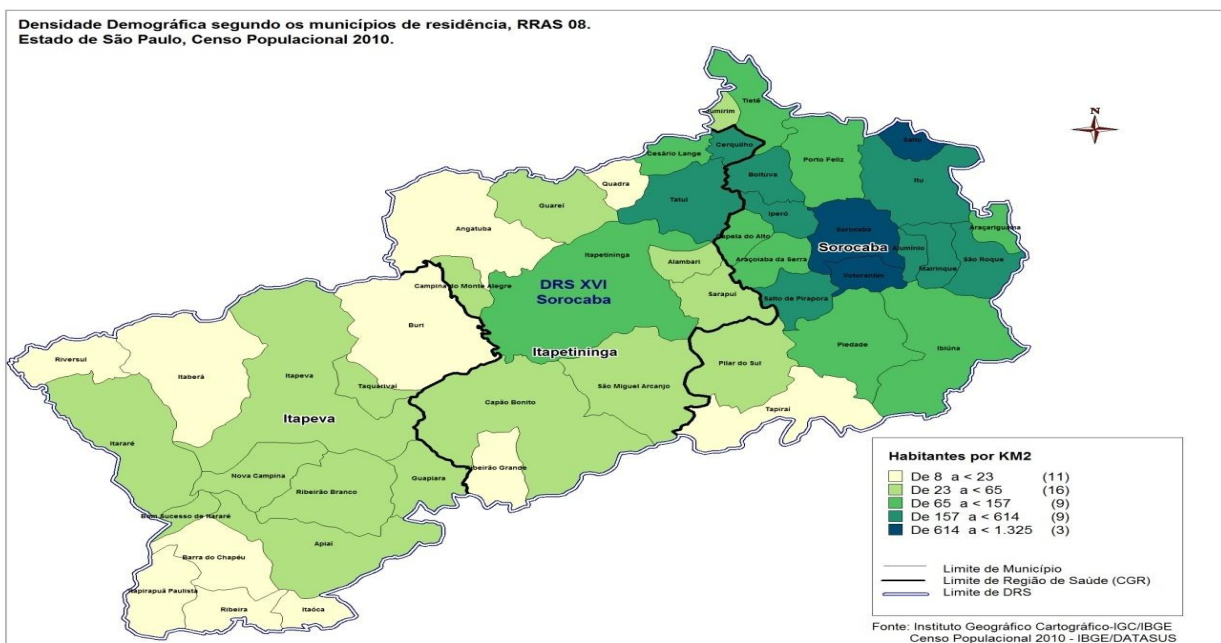 Densidade Demográfica segundo os municípios de residência, RRAS 08.
Estado de São Paulo, Censo Populacional 2010.
N
Tietê
Jumirim
Salto
Cesário Lange
Cerquilho
Porto Feliz
Boituva
Itu
Quadra
Guareí
Tatuí
Iperó
Araçariguama
Angatuba
Sorocaba
Sorocaba
Capela do Alto
Alumínio
Itapetininga
Alambari
Araçoiaba da Serra
Mairinque
São Roque
Votorantim
Campina do Monte Alegre
DRS XVI
Sorocaba
Sarapuí
Salto de Pirapora
Buri
Itapetininga
Piedade
Ibiúna
Riversul
Itaberá
Itapeva
Taquarivaí
São Miguel Arcanjo
Pilar do Sul
Capão Bonito
Tapiraí
Itapeva
Itararé
Nova Campina
Ribeirão Branco
Guapiara
Ribeirão Grande
Bom Sucesso de Itararé
Apiaí
Barra do Chapéu
Itapirapuã Paulista
Ribeira
Itaóca
Habitantes por KM2
De 8 a < 23 (11)
De 23 a < 65 (16)
De 65 a < 157 (9)
De 157 a < 614 (9)
De 614 a < 1.325 (3)
Limite de Município
Limite de Região de Saúde (CGR)
Limite de DRS
Fonte: Instituto Geográfico Cartográfico-IGC/IBGE
Censo Populacional 2010 - IBGE/DATASUS